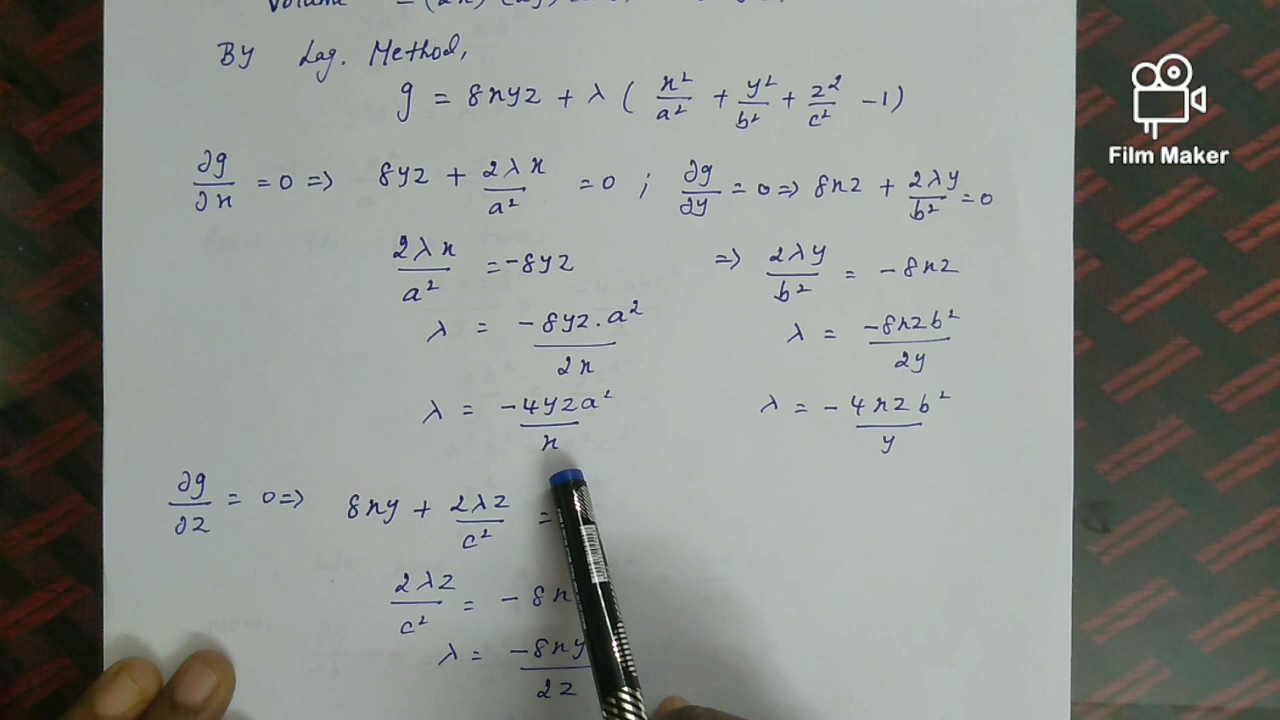 Volume
By Lag. Method,
g = 8xyz + λ ( x²/a² + y²/b² + z²/c² - 1)
∂g/∂x = 0 => 8yz + 2λx/a² = 0 ; ∂g/∂y = 0 => 8xz + 2λy/b² = 0
2λx/a² = -8yz => 2λy/b² = -8xz
λ = -8yz.a²/2x λ = -8xzb²/2y
λ = -4yza²/x λ = -4xzb²/y
∂g/∂z = 0 => 8xy + 2λz/c² =
2λz/c² = -8x
λ = -8xy/2z
Film Maker